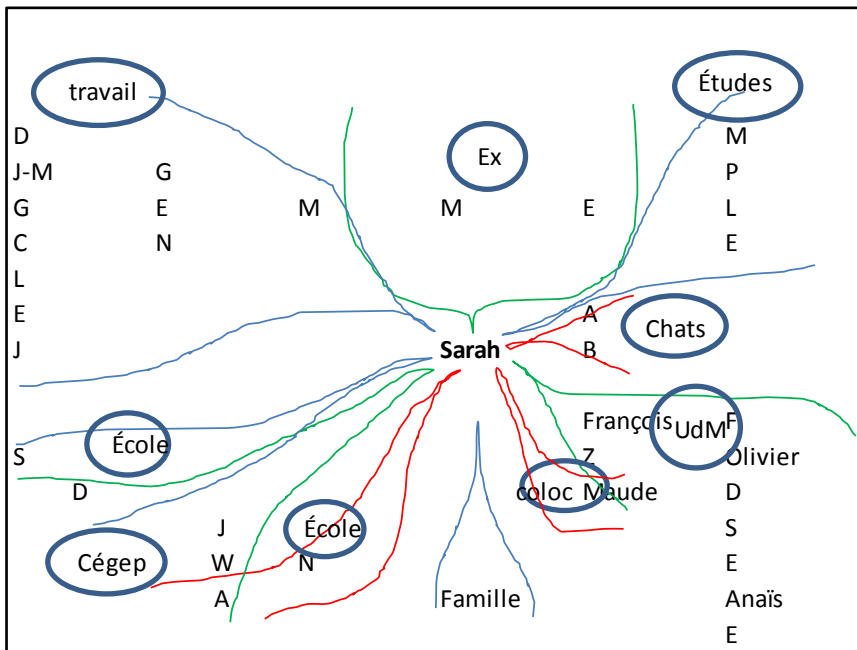 travail Études
D Ex M
J-M G P
G E M M E L
C N E
L
E A Chats
J Sarah B
François UdM F
S École Z Olivier
D coloc Maude D
J École S
Cégep W N E
A Famille Anaïs
E